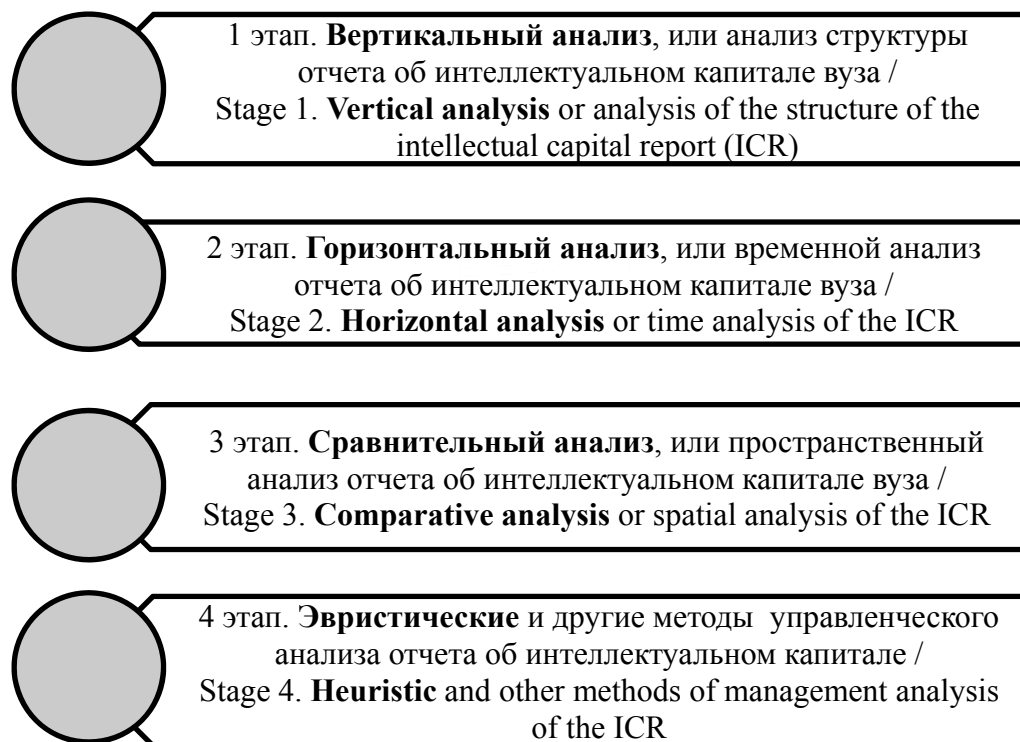 1 этап. Вертикальный анализ, или анализ структуры
отчета об интеллектуальном капитале вуза /
Stage 1. Vertical analysis or analysis of the structure of the
intellectual capital report (ICR)
2 этап. Горизонтальный анализ, или временной анализ
отчета об интеллектуальном капитале вуза /
Stage 2. Horizontal analysis or time analysis of the ICR
3 этап. Сравнительный анализ, или пространственный
анализ отчета об интеллектуальном капитале вуза /
Stage 3. Comparative analysis or spatial analysis of the ICR
4 этап. Эвристические и другие методы управленческого
анализа отчета об интеллектуальном капитале /
Stage 4. Heuristic and other methods of management analysis
of the ICR